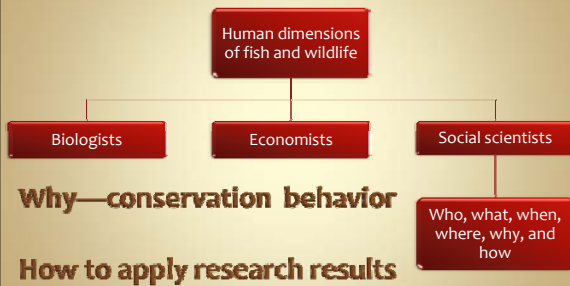 Human dimensions
of fish and wildlife
Biologists
Economists
Social scientists
Why—conservation behavior
Who, what, when,
where, why, and
how
How to apply research results